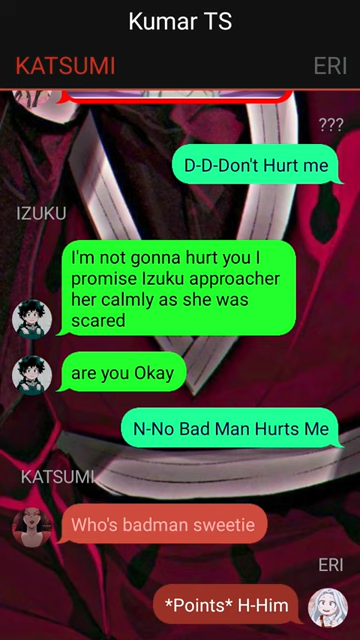 Kumar TS
KATSUMI
ERI
???
D-D-Don't Hurt me
IZUKU
I'm not gonna hurt you I
promise Izuku approacher
her calmly as she was
scared
are you Okay
N-No Bad Man Hurts Me
KATSUMI
Who's badman sweetie
ERI
*Points* H-Him